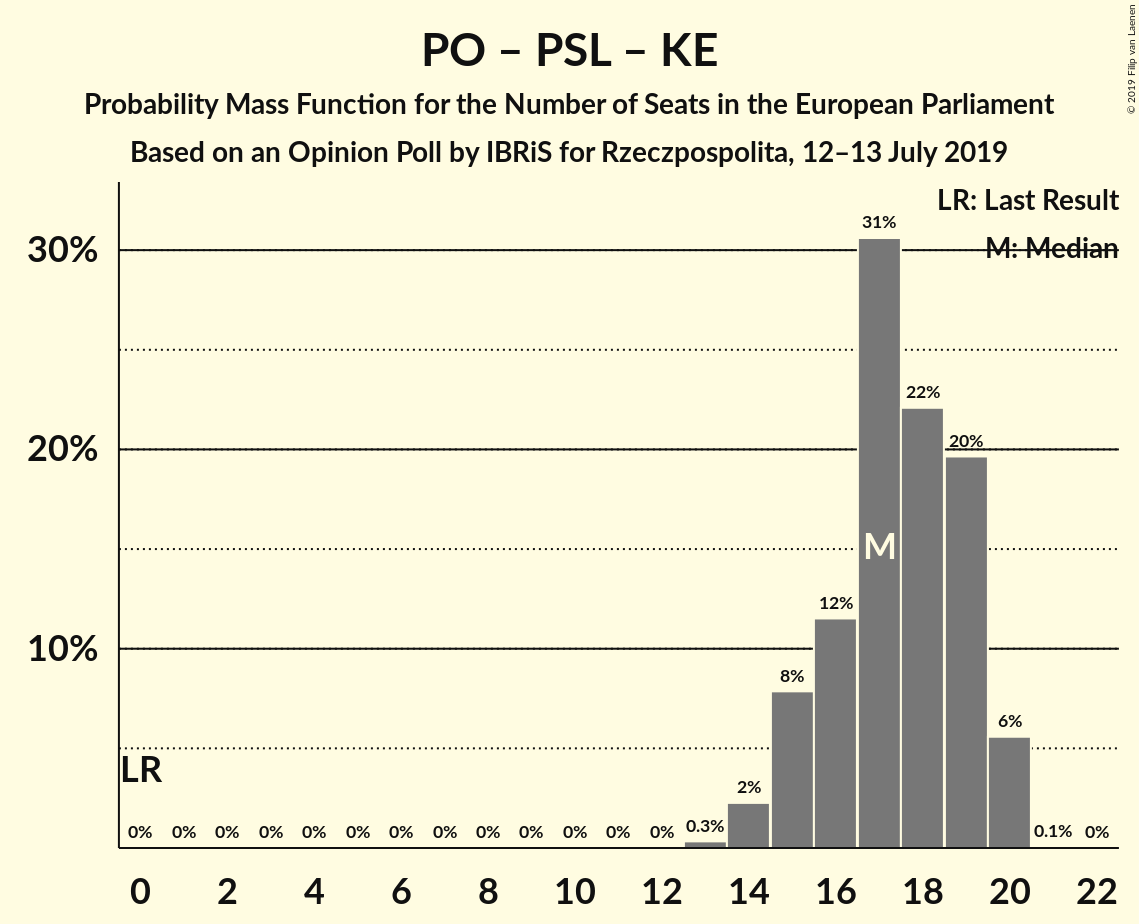 PO – PSL – KE
Probability Mass Function for the Number of Seats in the European Parliament
Based on an Opinion Poll by IBRiS for Rzeczpospolita, 12–13 July 2019
© 2019 Filip van Laenen
LR: Last Result
M: Median
30%
20%
10%
31%
22%
20%
M
12%
8%
6%
LR
2%
0% 0% 0% 0% 0% 0% 0% 0% 0% 0% 0% 0% 0% 0.3% 0.1% 0%
0 2 4 6 8 10 12 14 16 18 20 22